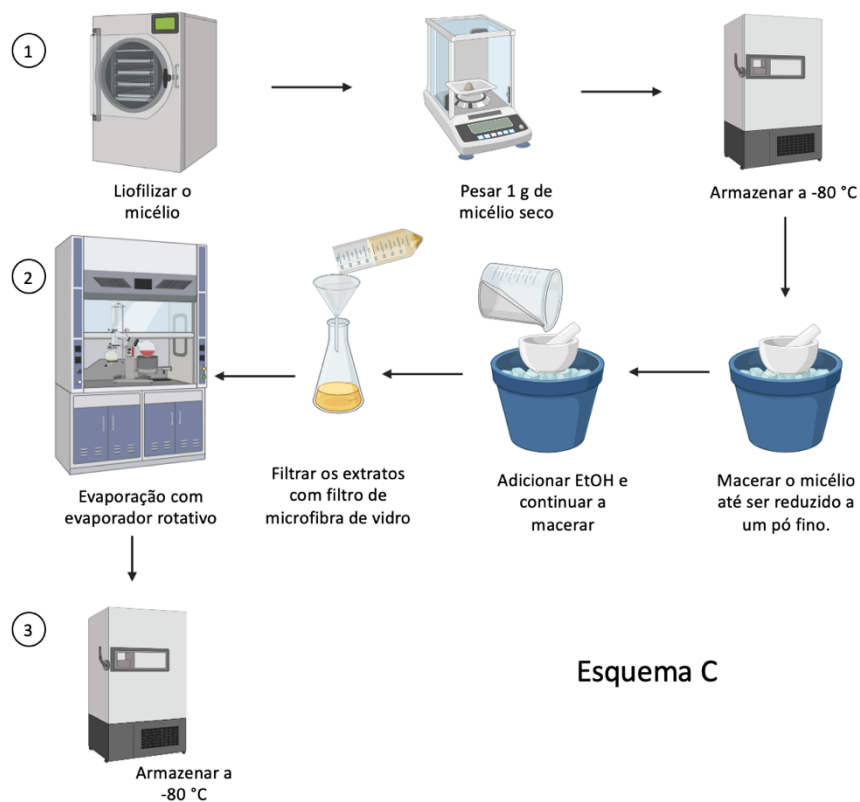 1
Liofilizar o
micélio
Pesar 1 g de
micélio seco
Armazenar a -80 °C
2
Evaporação com
evaporador rotativo
Filtrar os extratos
com filtro de
microfibra de vidro
Adicionar EtOH e
continuar a
macerar
Macerar o micélio
até ser reduzido a
um pó fino.
3
Armazenar a
-80 °C
Esquema C